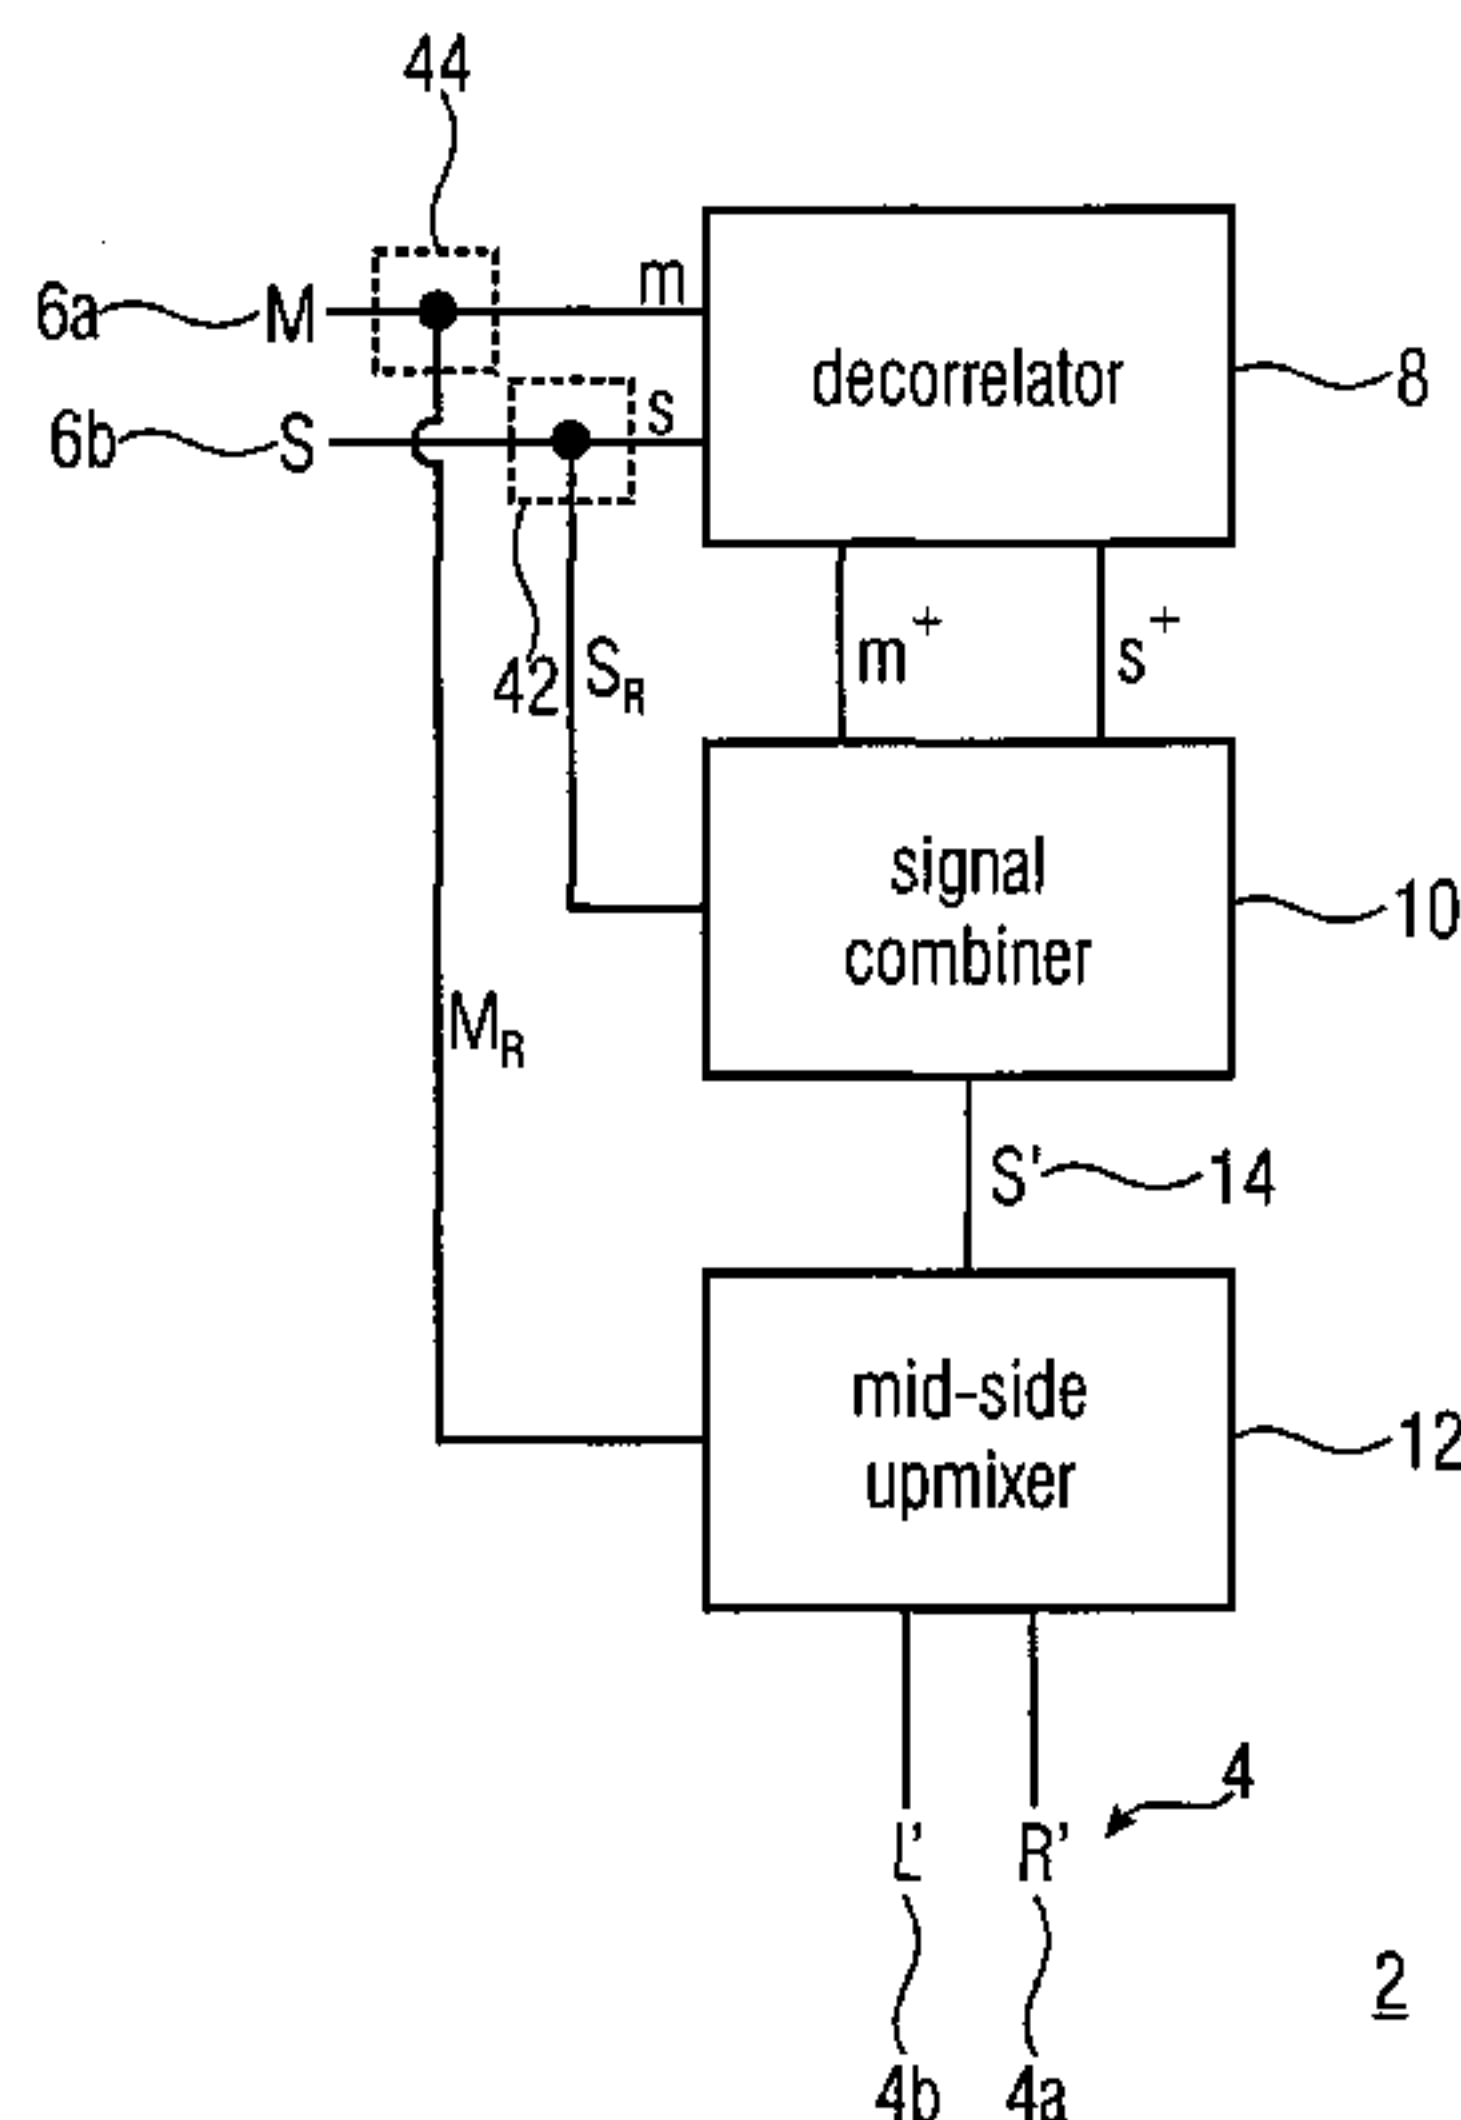 44
6a M m
decorrelator 8
6b S s
42 S_R m^+ s^+
signal
combiner 10
M_R
S' 14
mid-side
upmixer 12
4
L' R'
2
4b 4a